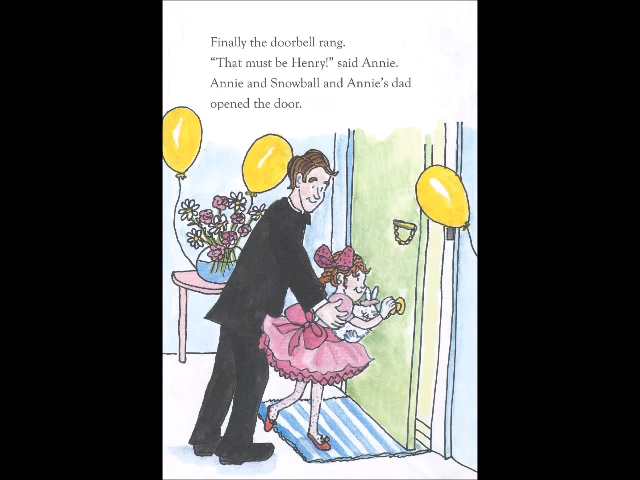 Finally the doorbell rang.
“That must be Henry!” said Annie.
Annie and Snowball and Annie’s dad
opened the door.